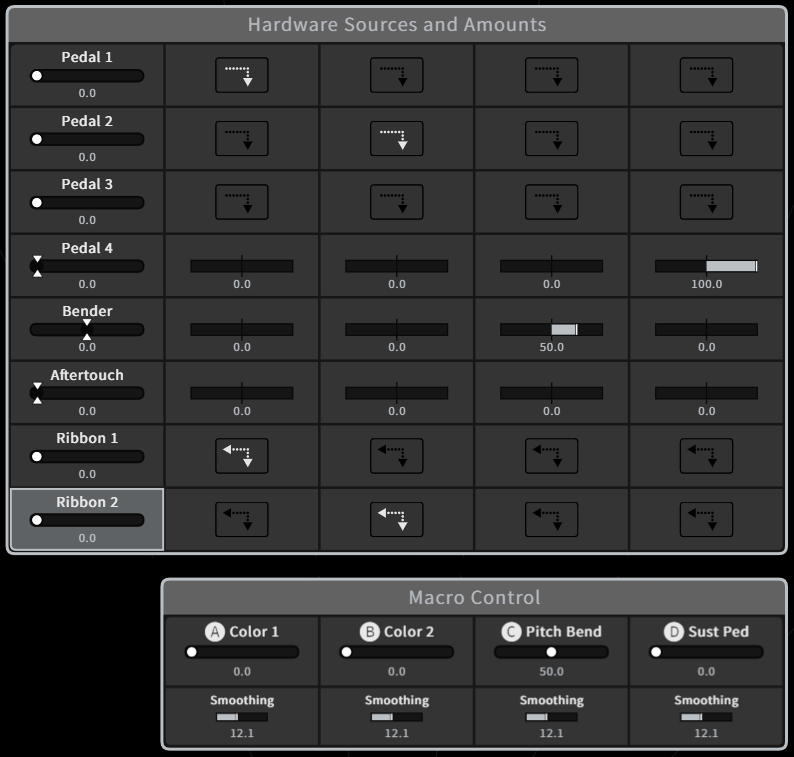 Hardware Sources and Amounts
Pedal 1
0.0
Pedal 2
0.0
Pedal 3
0.0
Pedal 4
0.0 0.0 0.0 0.0 100.0
Bender
0.0 0.0 0.0 50.0 0.0
Aftertouch
0.0 0.0 0.0 0.0 0.0
Ribbon 1
0.0
Ribbon 2
0.0
Macro Control
A Color 1 B Color 2 C Pitch Bend D Sust Ped
0.0 0.0 50.0 0.0
Smoothing Smoothing Smoothing Smoothing
12.1 12.1 12.1 12.1